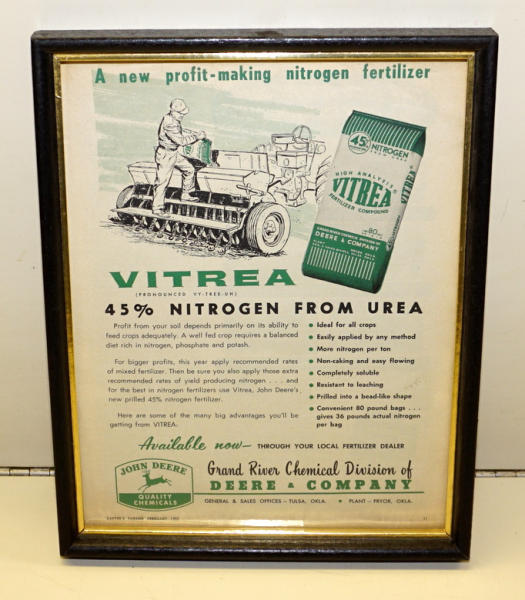 A new profit-making nitrogen fertilizer
45%
NITROGEN
FROM UREA
HIGH ANALYSIS
VITREA
FERTILIZER COMPOUND
80
GRAND RIVER CHEMICAL DIVISION OF
DEERE & COMPANY
VITREA
(PRONOUNCED VY-TREE-UH)
45% NITROGEN FROM UREA
Profit from your soil depends primarily on its ability to
feed crops adequately. A well fed crop requires a balanced
diet rich in nitrogen, phosphate and potash.
For bigger profits, this year apply recommended rates
of mixed fertilizer. Then be sure you also apply those extra
recommended rates of yield producing nitrogen . . . and
for the best in nitrogen fertilizers use Vitrea, John Deere's
new prilled 45% nitrogen fertilizer.
Here are some of the many big advantages you'll be
getting from VITREA.
• Ideal for all crops
• Easily applied by any method
• More nitrogen per ton
• Non-caking and easy flowing
• Completely soluble
• Resistant to leaching
• Prilled into a bead-like shape
• Convenient 80 pound bags . . .
gives 36 pounds actual nitrogen
per bag
Available now— THROUGH YOUR LOCAL FERTILIZER DEALER
JOHN DEERE
QUALITY
CHEMICALS
Grand River Chemical Division of
DEERE & COMPANY
GENERAL & SALES OFFICES – TULSA, OKLA. • PLANT – PRYOR, OKLA.